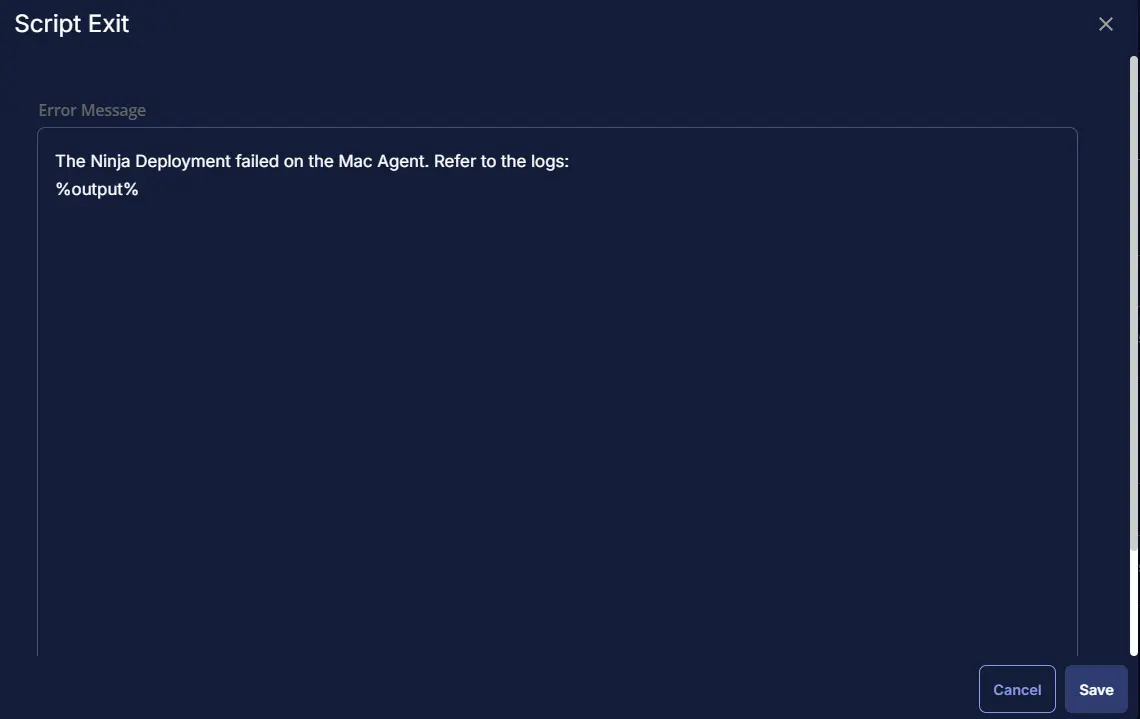 Script Exit
Error Message
The Ninja Deployment failed on the Mac Agent. Refer to the logs:
%output%
Cancel
Save